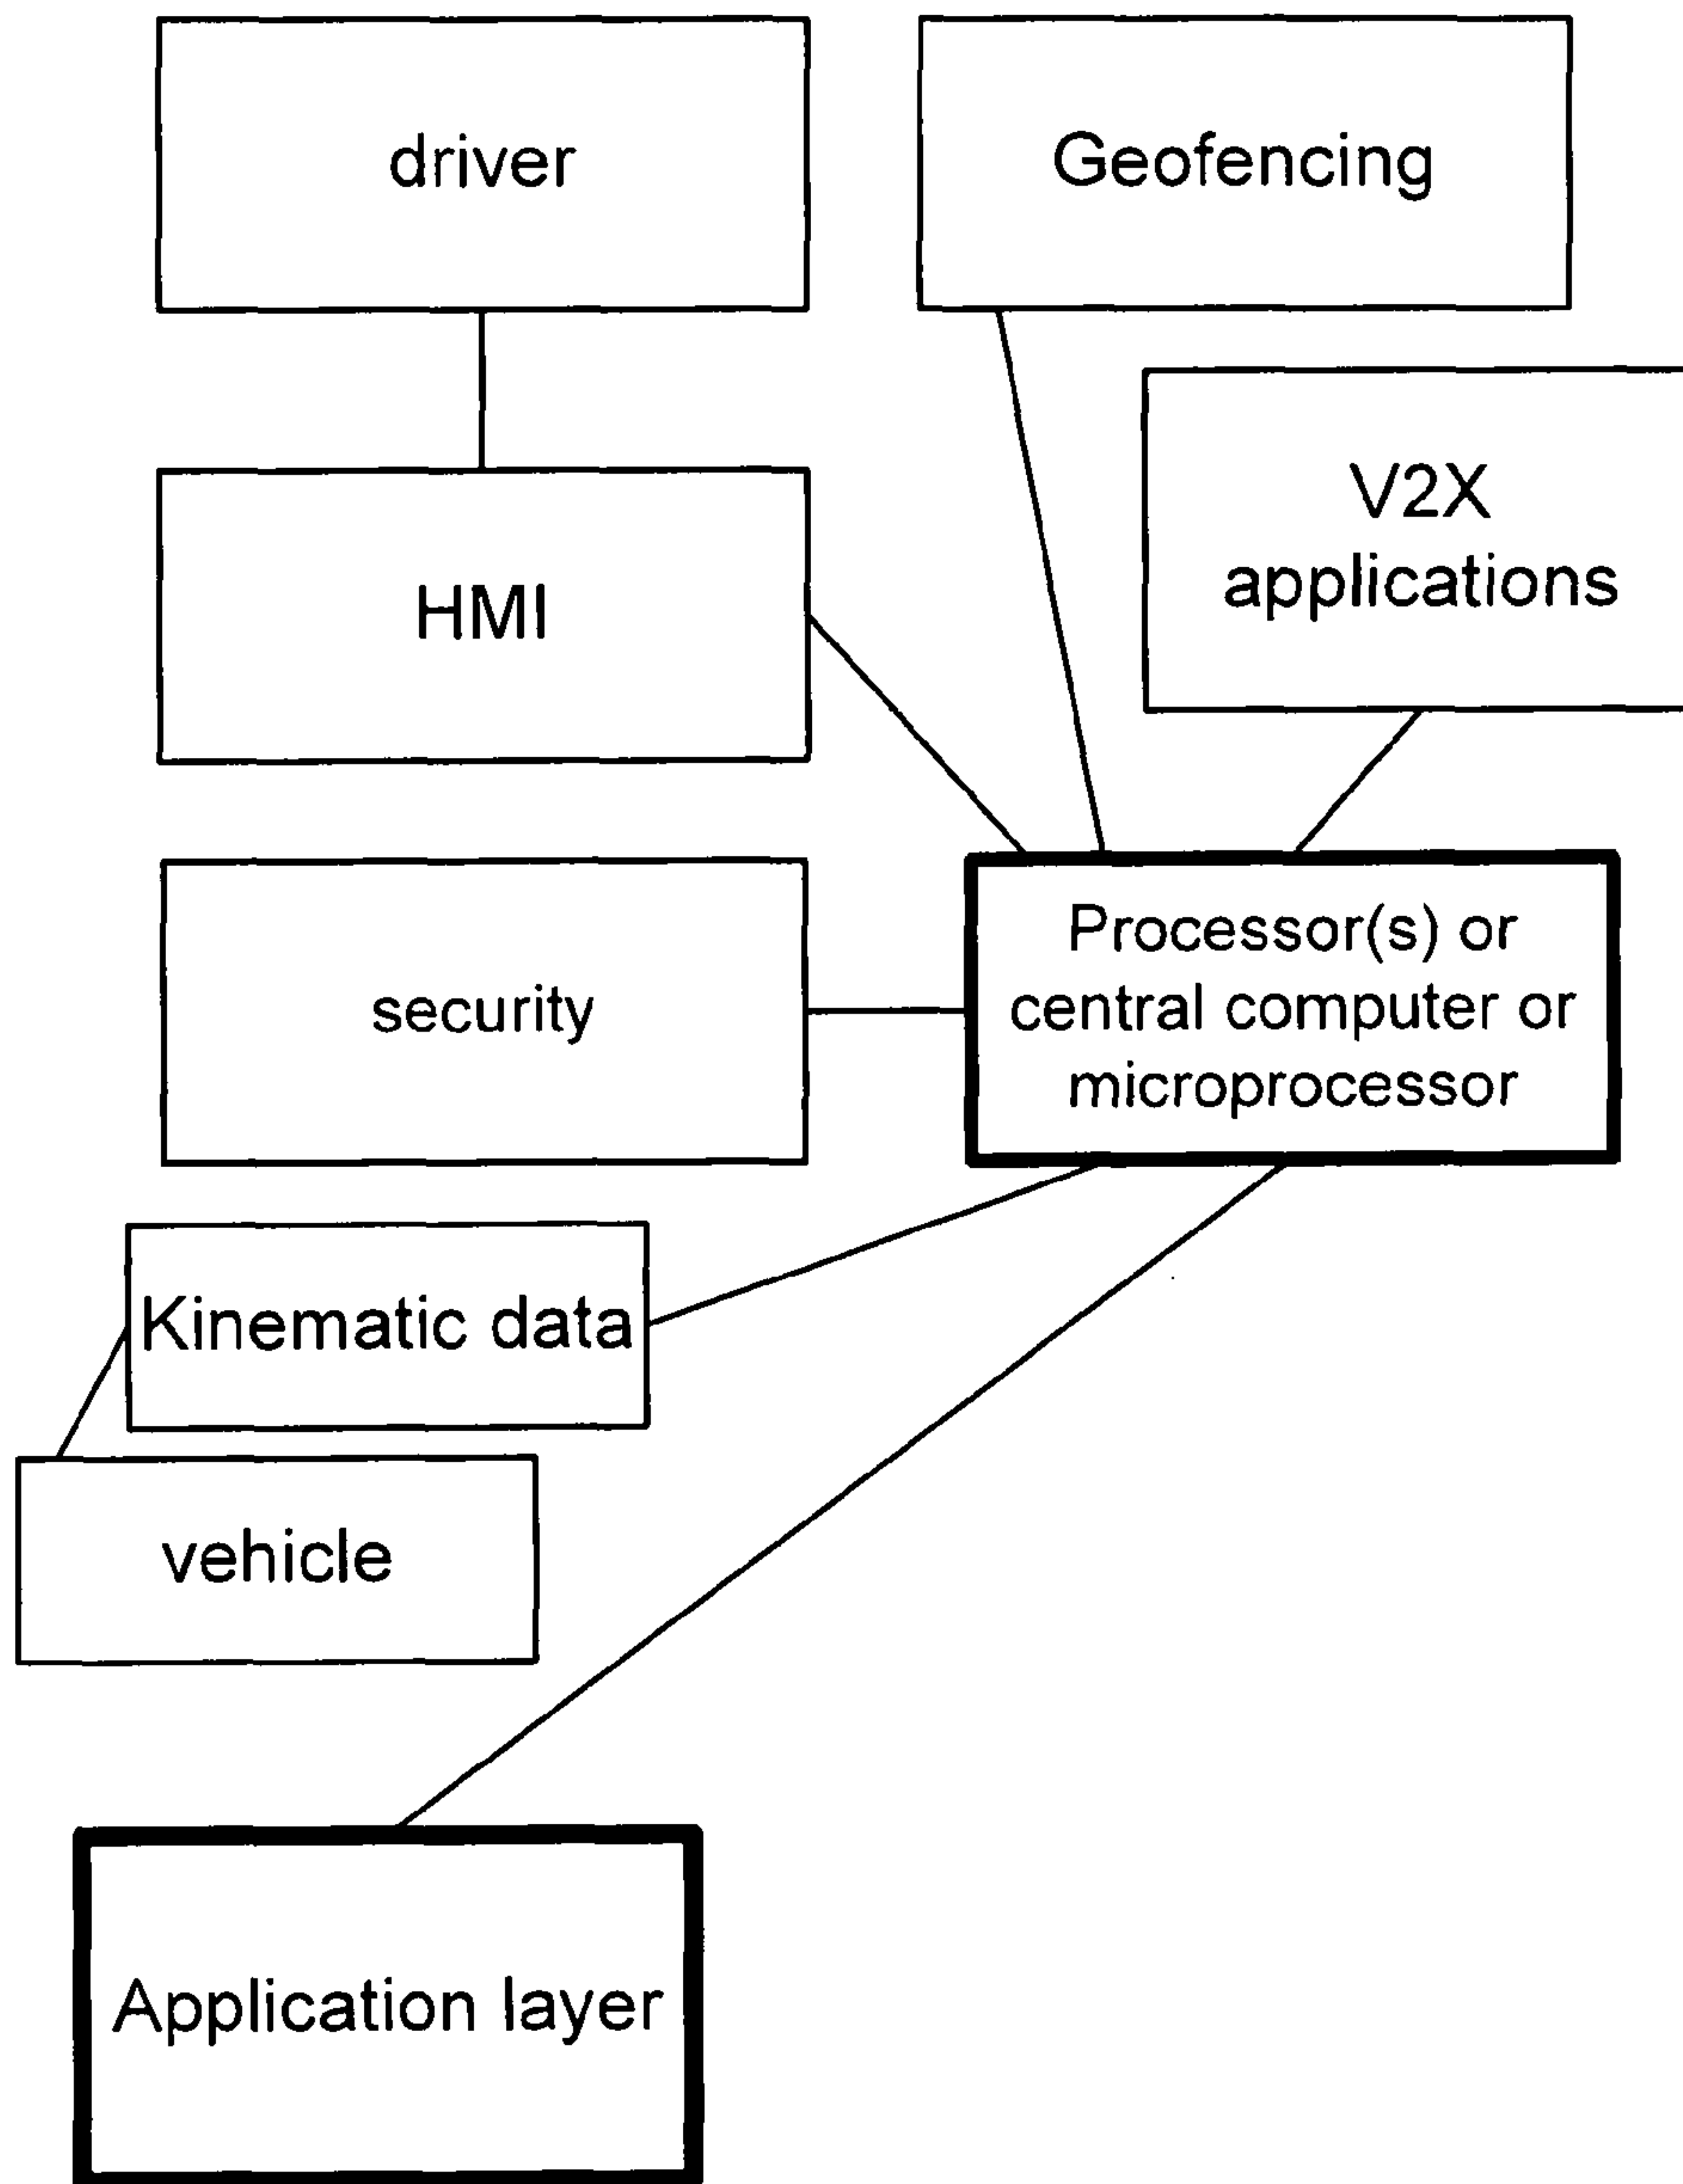 driver
Geofencing
V2X
applications
HMI
Processor(s) or
central computer or
microprocessor
security
Kinematic data
vehicle
Application layer